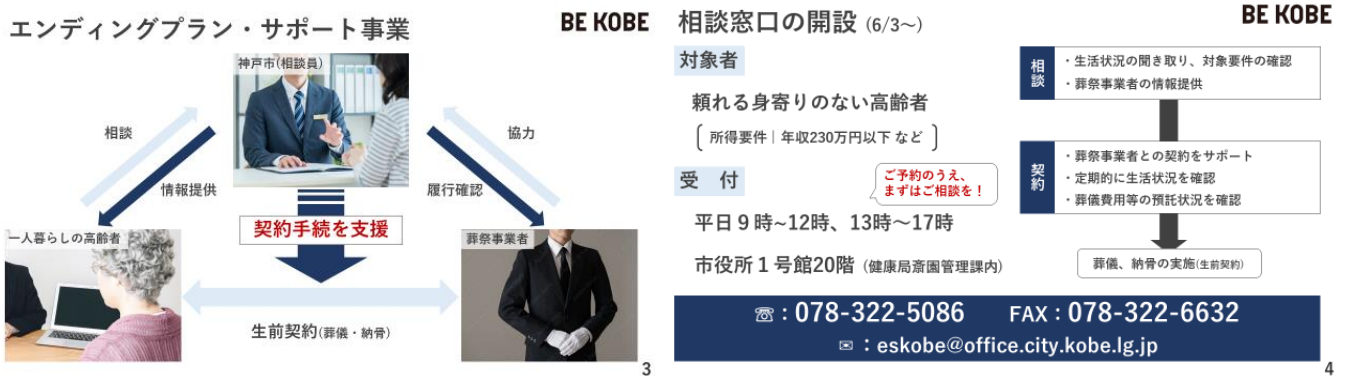 エンディングプラン・サポート事業
BE KOBE
神戸市(相談員)
相談
情報提供
協力
履行確認
契約手続を支援
一人暮らしの高齢者
葬祭事業者
生前契約(葬儀・納骨)
3
相談窓口の開設 (6/3~)
BE KOBE
対象者
頼れる身寄りのない高齢者
所得要件|年収230万円以下 など
受 付
ご予約のうえ、
まずはご相談を!
平日9時~12時、13時~17時
市役所1号館20階 (健康局斎園管理課内)
相談
・生活状況の聞き取り、対象要件の確認
・葬祭事業者の情報提供
契約
・葬祭事業者との契約をサポート
・定期的に生活状況を確認
・葬儀費用等の預託状況を確認
葬儀、納骨の実施(生前契約)
☏:078-322-5086 FAX:078-322-6632
✉:eskobe@office.city.kobe.lg.jp
4